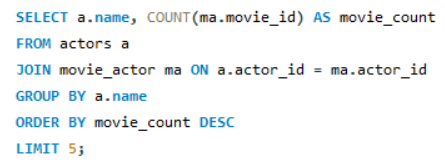 SELECT a.name, COUNT(ma.movie_id) AS movie_count
FROM actors a
JOIN movie_actor ma ON a.actor_id = ma.actor_id
GROUP BY a.name
ORDER BY movie_count DESC
LIMIT 5;